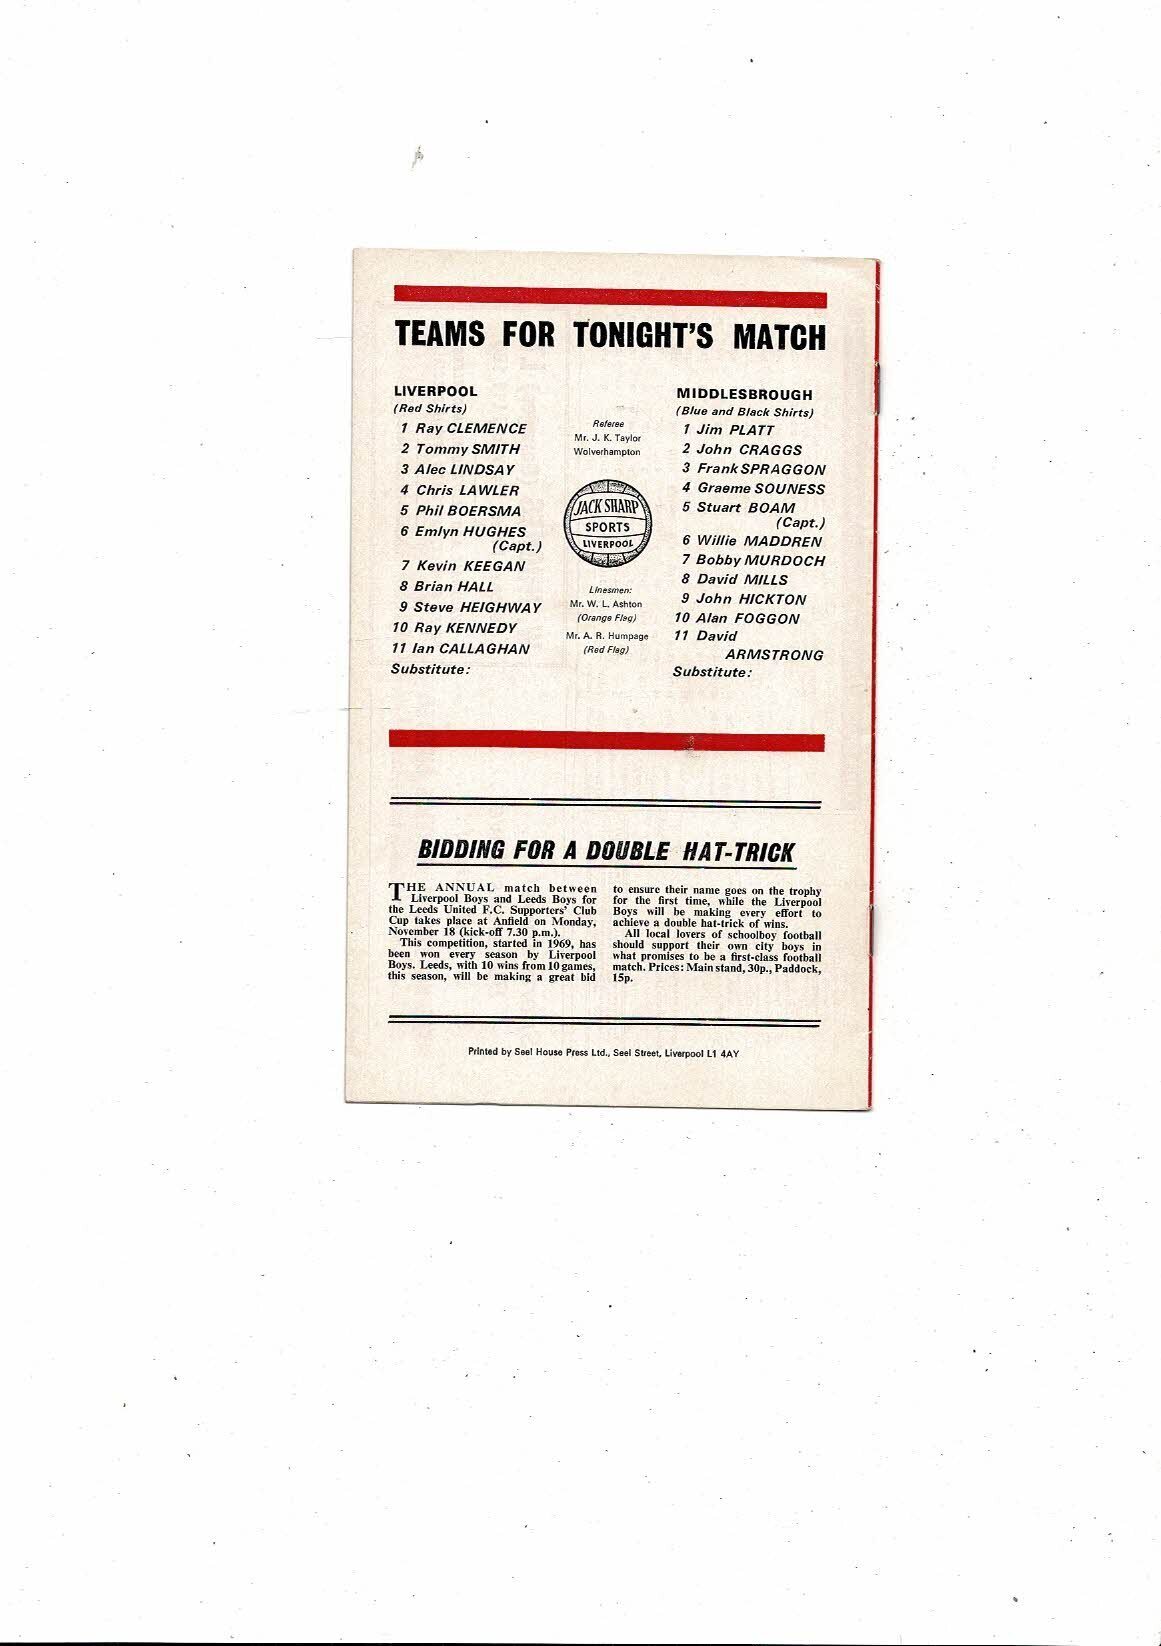 TEAMS FOR TONIGHT'S MATCH
LIVERPOOL
(Red Shirts)
1 Ray CLEMENCE
2 Tommy SMITH
3 Alec LINDSAY
4 Chris LAWLER
5 Phil BOERSMA
6 Emlyn HUGHES
(Capt.)
7 Kevin KEEGAN
8 Brian HALL
9 Steve HEIGHWAY
10 Ray KENNEDY
11 Ian CALLAGHAN
Substitute:
Referee
Mr. J. K. Taylor
Wolverhampton
JACK SHARP
SPORTS
LIVERPOOL
Linesmen:
Mr. W. L. Ashton
(Orange Flag)
Mr. A. R. Humpage
(Red Flag)
MIDDLESBROUGH
(Blue and Black Shirts)
1 Jim PLATT
2 John CRAGGS
3 Frank SPRAGGON
4 Graeme SOUNESS
5 Stuart BOAM
(Capt.)
6 Willie MADDREN
7 Bobby MURDOCH
8 David MILLS
9 John HICKTON
10 Alan FOGGON
11 David
ARMSTRONG
Substitute:
BIDDING FOR A DOUBLE HAT-TRICK
THE ANNUAL match between
Liverpool Boys and Leeds Boys for
the Leeds United F.C. Supporters' Club
Cup takes place at Anfield on Monday,
November 18 (kick-off 7.30 p.m.).
This competition, started in 1969, has
been won every season by Liverpool
Boys. Leeds, with 10 wins from 10 games,
this season, will be making a great bid
to ensure their name goes on the trophy
for the first time, while the Liverpool
Boys will be making every effort to
achieve a double hat-trick of wins.
All local lovers of schoolboy football
should support their own city boys in
what promises to be a first-class football
match. Prices: Main stand, 30p., Paddock,
15p.
Printed by Seel House Press Ltd., Seel Street, Liverpool L1 4AY